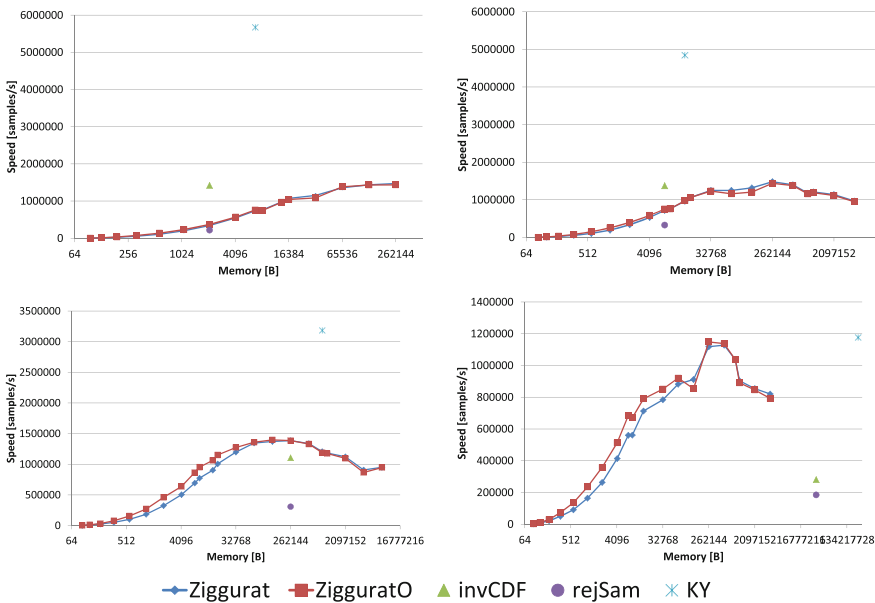 6000000
5000000
4000000
3000000
2000000
1000000
0
Speed [samples/s]
64 256 1024 4096 16384 65536 262144
Memory [B]
6000000
5000000
4000000
3000000
2000000
1000000
0
Speed [samples/s]
64 512 4096 32768 262144 2097152
Memory [B]
3500000
3000000
2500000
2000000
1500000
1000000
500000
0
Speed [samples/s]
64 512 4096 32768 262144 2097152 16777216
Memory [B]
1400000
1200000
1000000
800000
600000
400000
200000
0
Speed [samples/s]
64 512 4096 32768 262144 2097152 16777216 134217728
Memory [B]
Ziggurat ZigguratO invCDF rejSam KY